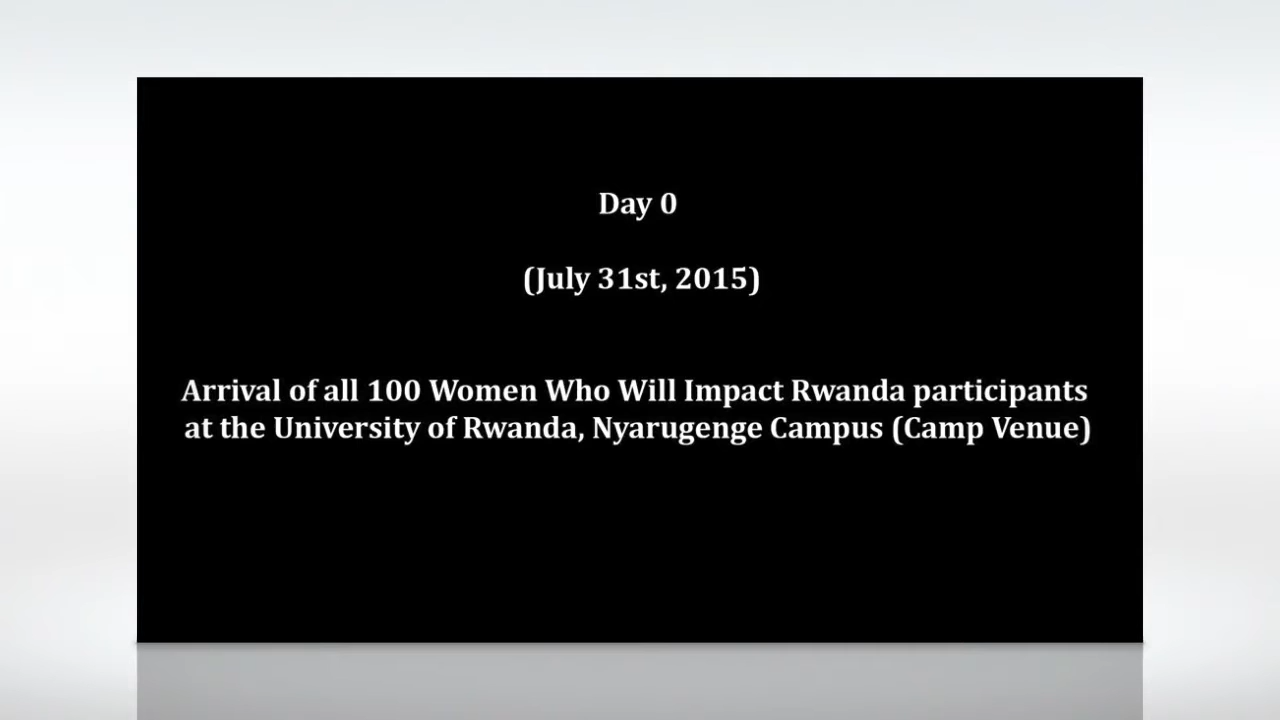 Day 0
(July 31st, 2015)
Arrival of all 100 Women Who Will Impact Rwanda participants
at the University of Rwanda, Nyarugenge Campus (Camp Venue)